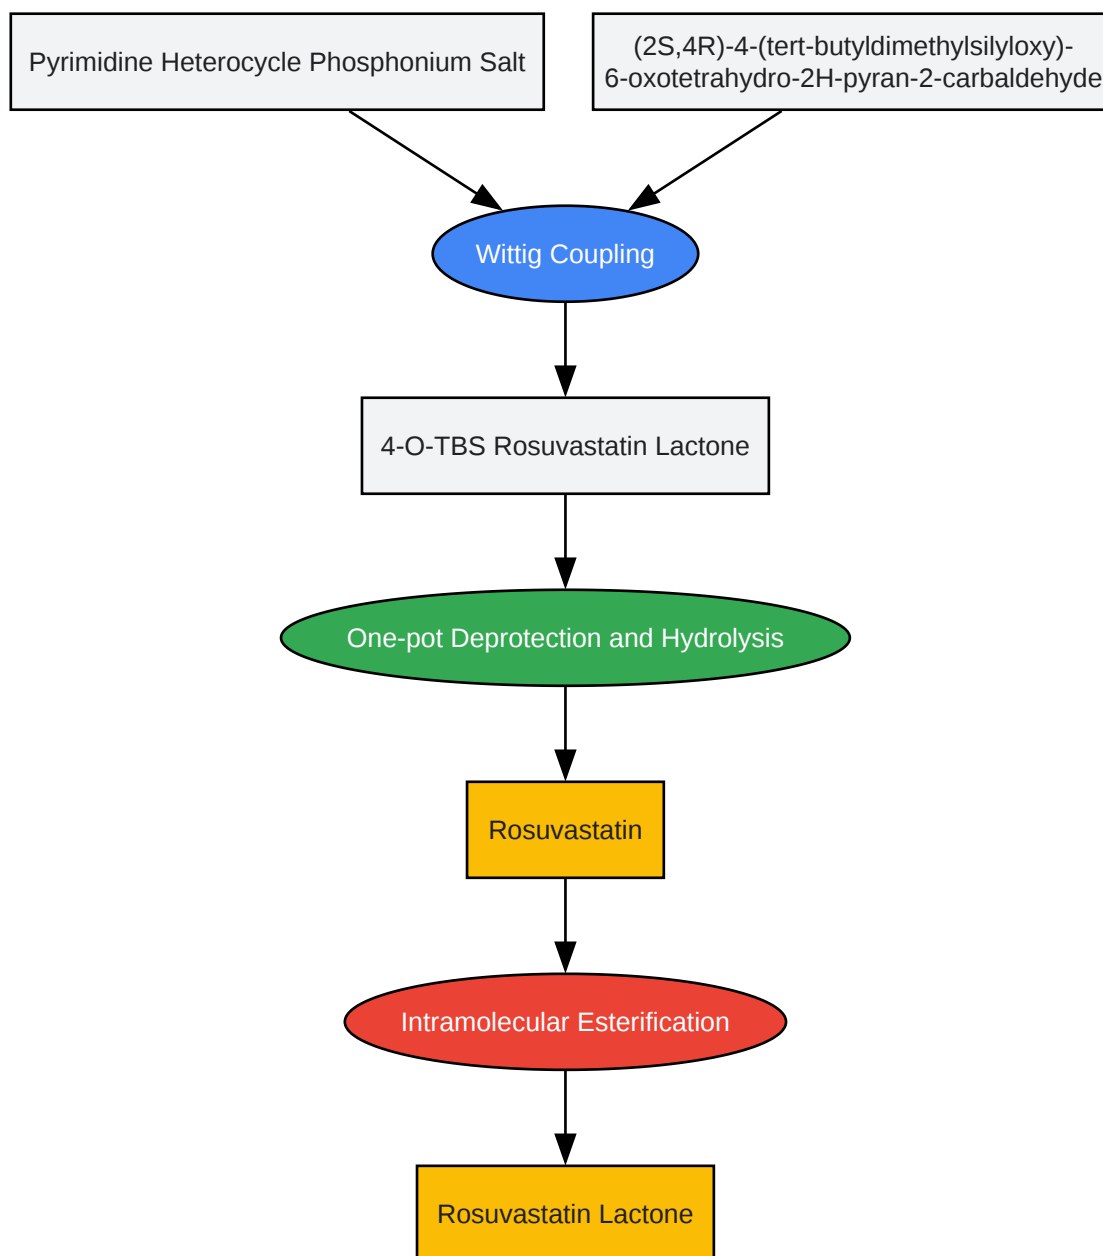 Pyrimidine Heterocycle Phosphonium Salt
(2S,4R)-4-(tert-butyldimethylsilyloxy)-
6-oxotetrahydro-2H-pyran-2-carbaldehyde
Wittig Coupling
4-O-TBS Rosuvastatin Lactone
One-pot Deprotection and Hydrolysis
Rosuvastatin
Intramolecular Esterification
Rosuvastatin Lactone